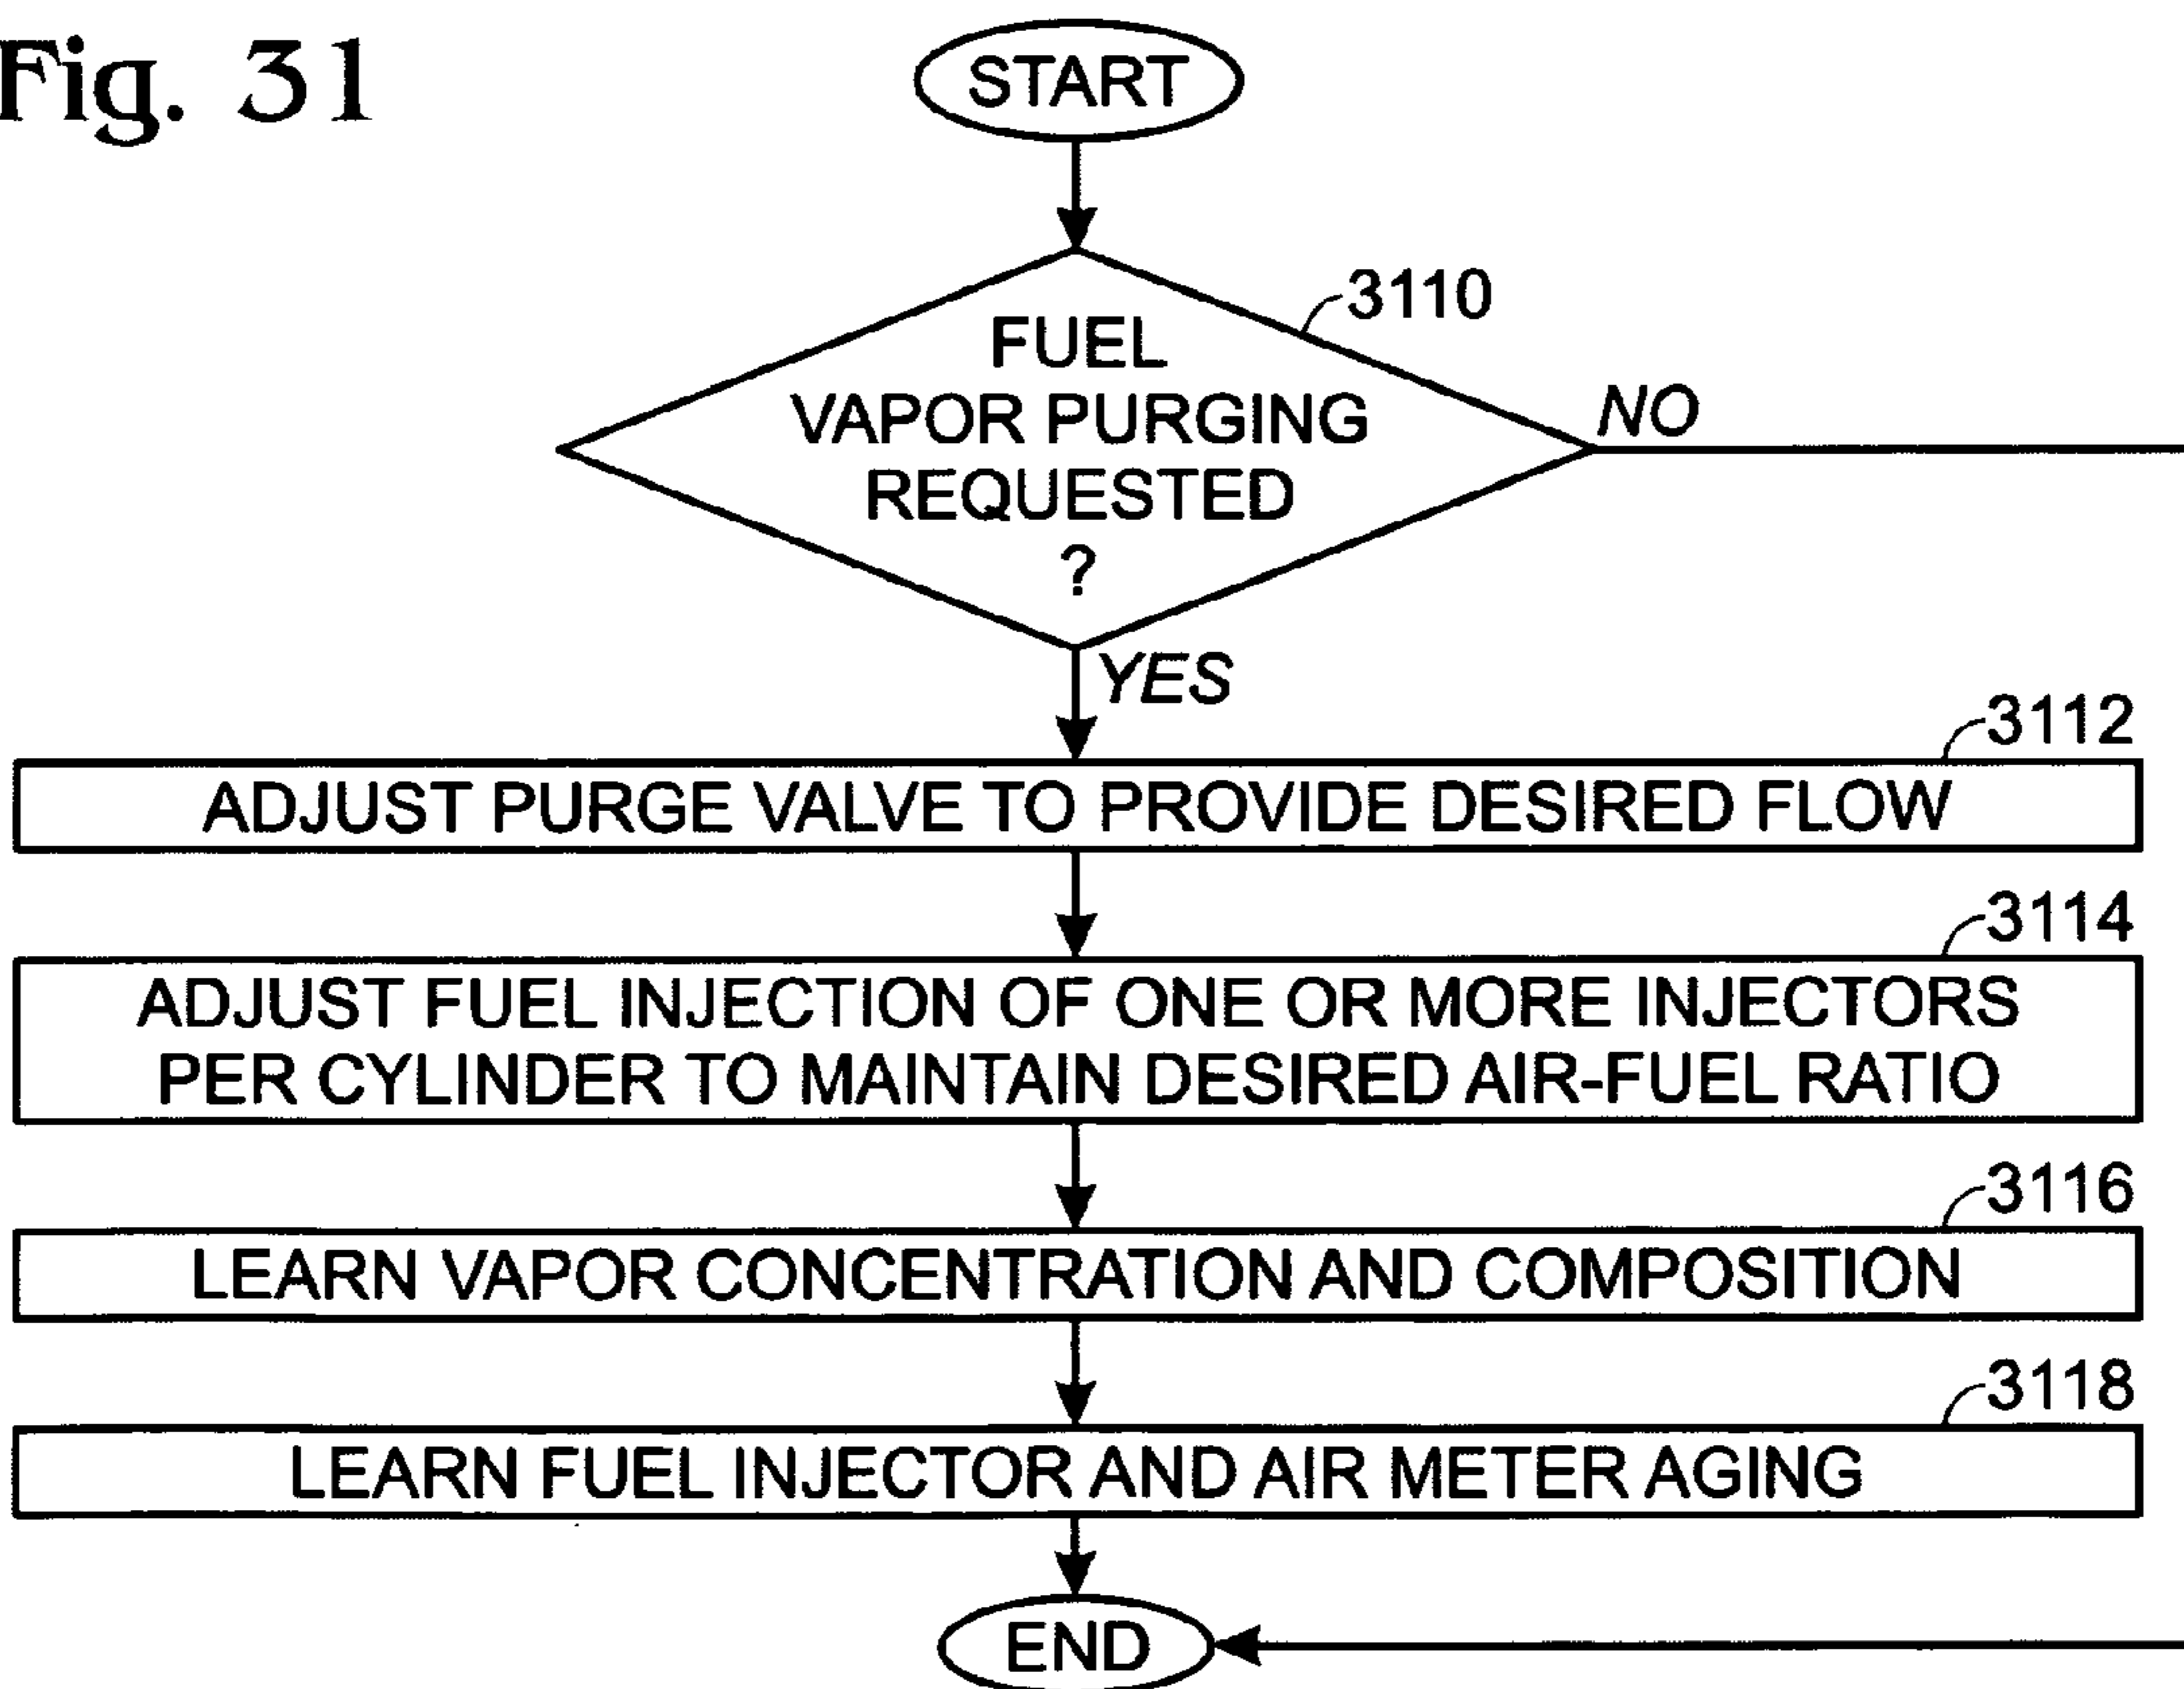 Fig. 31
START
3110
FUEL
VAPOR PURGING
REQUESTED
?
NO
YES
3112
ADJUST PURGE VALVE TO PROVIDE DESIRED FLOW
3114
ADJUST FUEL INJECTION OF ONE OR MORE INJECTORS
PER CYLINDER TO MAINTAIN DESIRED AIR-FUEL RATIO
3116
LEARN VAPOR CONCENTRATION AND COMPOSITION
3118
LEARN FUEL INJECTOR AND AIR METER AGING
END